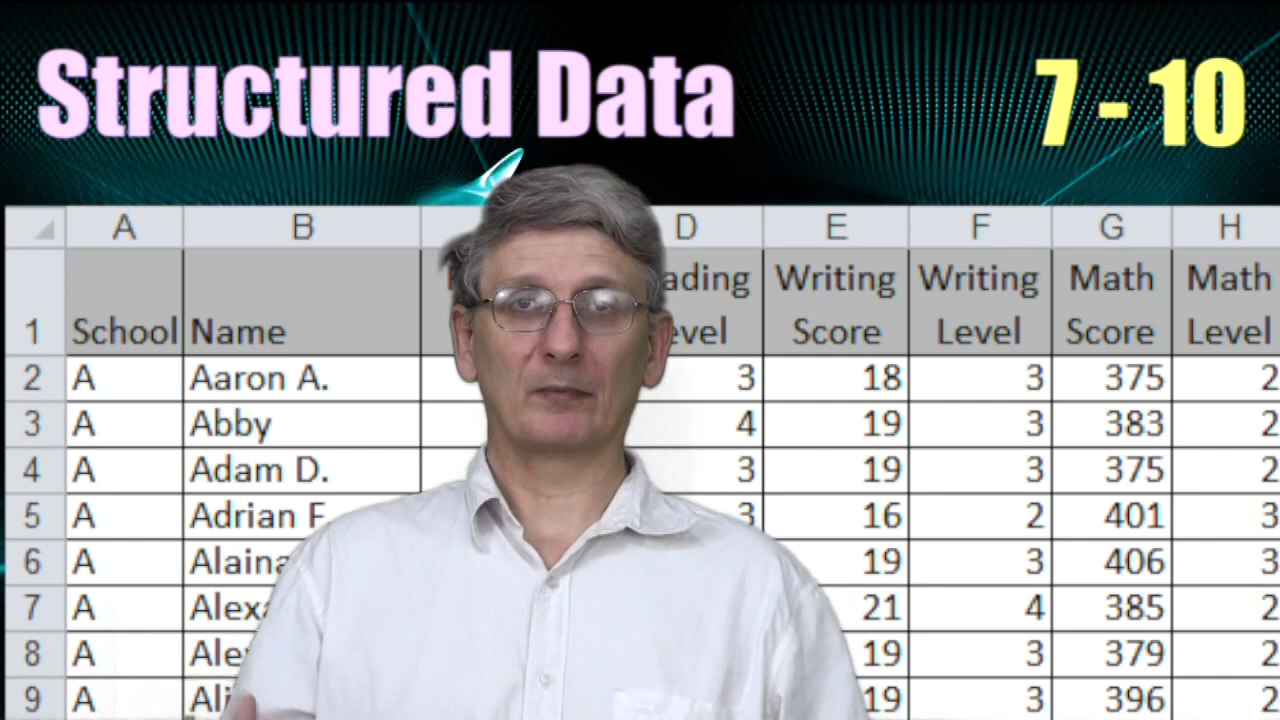 Structured Data 7 - 10
A B D E F G H
Writing Writing Math Math
1 School Name Score Level Score Level
2 A Aaron A. 3 18 3 375 2
3 A Abby 4 19 3 383 2
4 A Adam D. 3 19 3 375 2
5 A Adrian 3 16 2 401 3
6 A 19 3 406 3
7 A 21 4 385 2
8 A 19 3 379 2
9 A 19 3 396 2